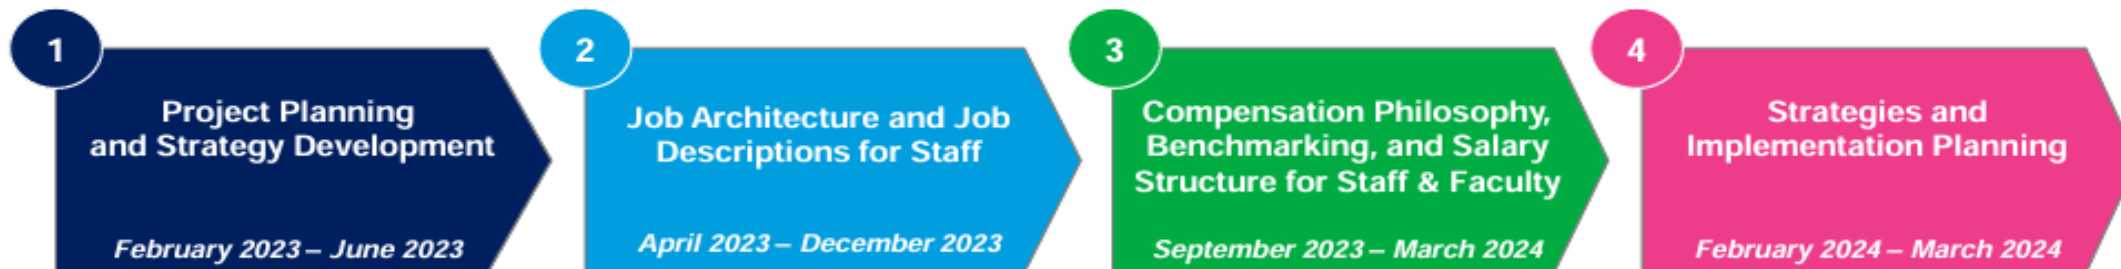 1
Project Planning
and Strategy Development
February 2023 – June 2023
2
Job Architecture and Job
Descriptions for Staff
April 2023 – December 2023
3
Compensation Philosophy,
Benchmarking, and Salary
Structure for Staff & Faculty
September 2023 – March 2024
4
Strategies and
Implementation Planning
February 2024 – March 2024